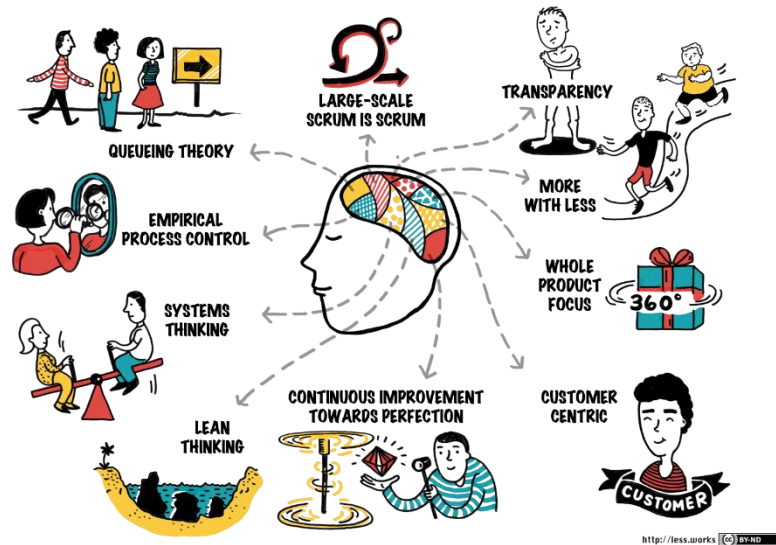 LARGE-SCALE
SCRUM IS SCRUM
TRANSPARENCY
QUEUEING THEORY
MORE
WITH LESS
EMPIRICAL
PROCESS CONTROL
WHOLE
PRODUCT
FOCUS
360°
SYSTEMS
THINKING
CONTINUOUS IMPROVEMENT
TOWARDS PERFECTION
CUSTOMER
CENTRIC
LEAN
THINKING
CUSTOMER
http://less.works cc BY-ND